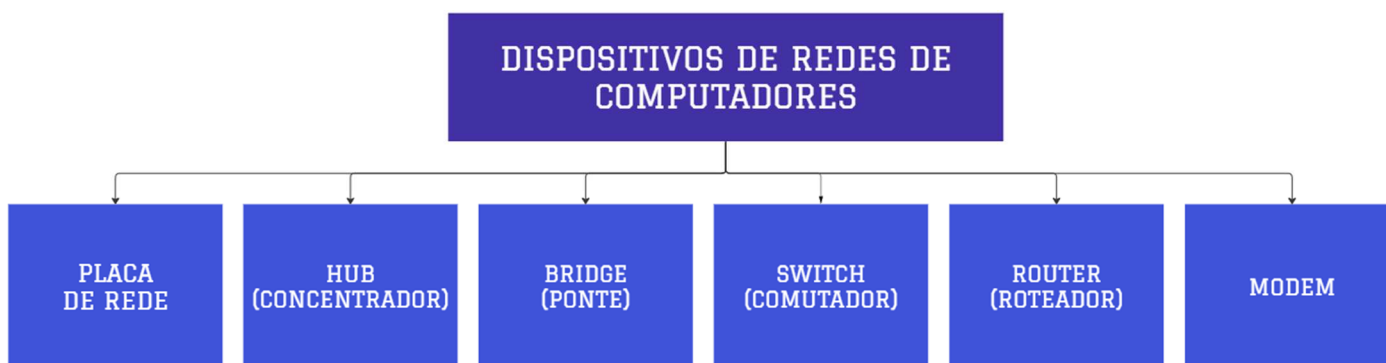 DISPOSITIVOS DE REDES DE
COMPUTADORES
PLACA
DE REDE
HUB
(CONCENTRADOR)
BRIDGE
(PONTE)
SWITCH
(COMUTADOR)
ROUTER
(ROTEADOR)
MODEM